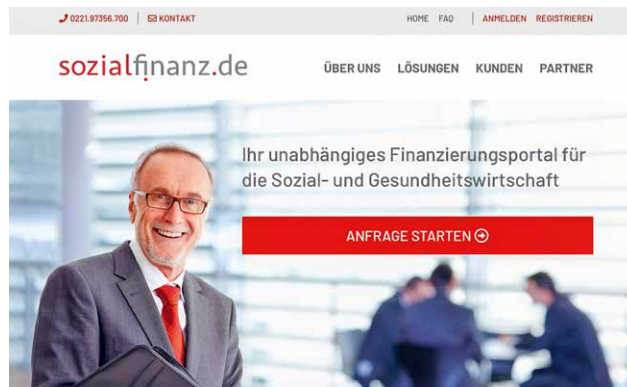 0221.97356.700 KONTAKT HOME FAQ ANMELDEN REGISTRIEREN
sozialfinanz.de ÜBER UNS LÖSUNGEN KUNDEN PARTNER
Ihr unabhängiges Finanzierungsportal für
die Sozial- und Gesundheitswirtschaft
ANFRAGE STARTEN